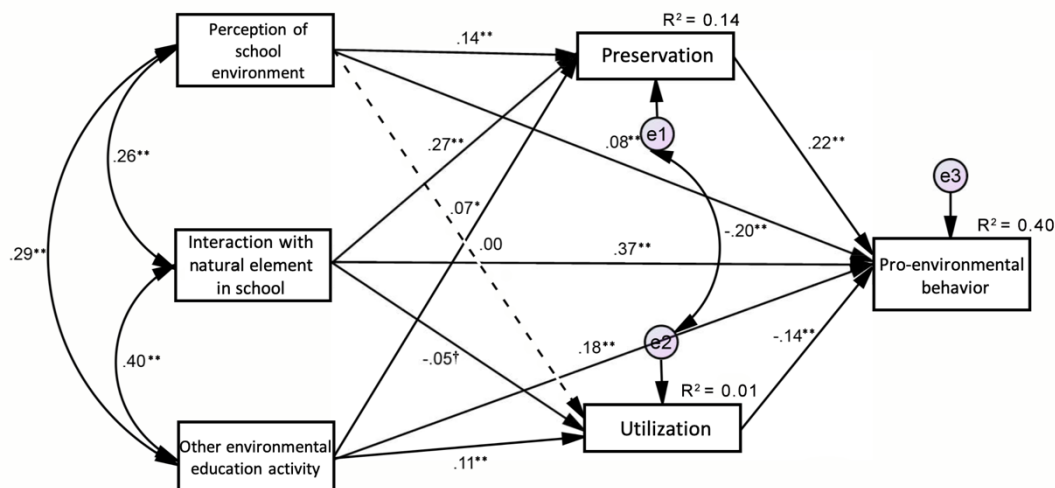 Perception of
school
environment
Interaction with
natural element
in school
Other environmental
education activity
.26**
.29**
.40**
.14**
.27**
.07*
.00
.08**
.37**
-.05†
.18**
.11**
R² = 0.14
Preservation
e1
-.20**
e2
R² = 0.01
Utilization
.22**
-.14**
e3
R² = 0.40
Pro-environmental
behavior